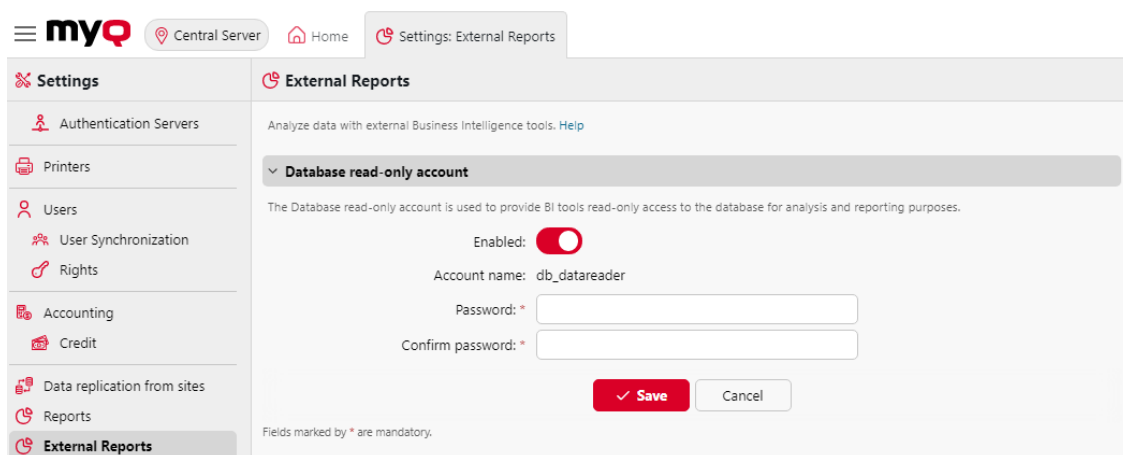 myQ Central Server Home Settings: External Reports
Settings
Authentication Servers
Printers
Users
User Synchronization
Rights
Accounting
Credit
Data replication from sites
Reports
External Reports
External Reports
Analyze data with external Business Intelligence tools. Help
Database read-only account
The Database read-only account is used to provide BI tools read-only access to the database for analysis and reporting purposes.
Enabled:
Account name: db_datareader
Password: *
Confirm password: *
Save Cancel
Fields marked by * are mandatory.